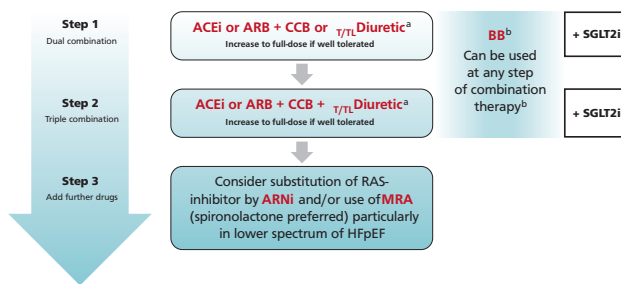 Step 1
Dual combination
ACEi or ARB + CCB or T/TLDiureticᵃ
Increase to full-dose if well tolerated
BBᵇ
Can be used
at any step
of combination
therapyᵇ
+ SGLT2i
Step 2
Triple combination
ACEi or ARB + CCB + T/TLDiureticᵃ
Increase to full-dose if well tolerated
+ SGLT2i
Step 3
Add further drugs
Consider substitution of RAS-
inhibitor by ARNi and/or use of MRA
(spironolactone preferred) particularly
in lower spectrum of HFpEF